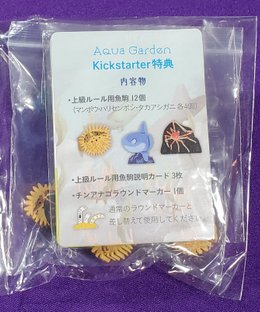 Aqua Garden
Kickstarter特典
内容物
・上級ルール用魚駒 12個
(マンボウ・ハリセンボン・タカアシガニ 各4個)
・上級ルール用魚駒説明カード 3枚
・チンアナゴラウンドマーカー 1個
通常のラウンドマーカーと
差し替えて使用してください